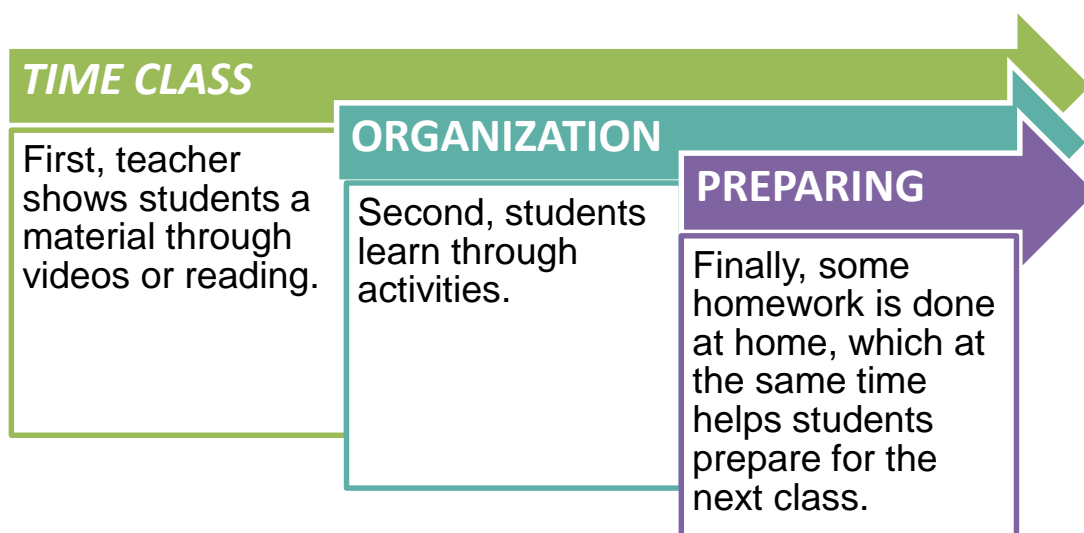 TIME CLASS
First, teacher
shows students a
material through
videos or reading.
ORGANIZATION
Second, students
learn through
activities.
PREPARING
Finally, some
homework is done
at home, which at
the same time
helps students
prepare for the
next class.